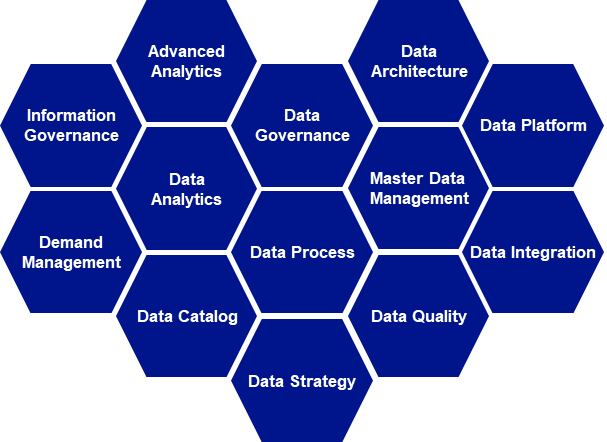 Advanced
Analytics
Data
Architecture
Information
Governance
Data
Governance
Data Platform
Data
Analytics
Master Data
Management
Demand
Management
Data Process
Data Integration
Data Catalog
Data Quality
Data Strategy